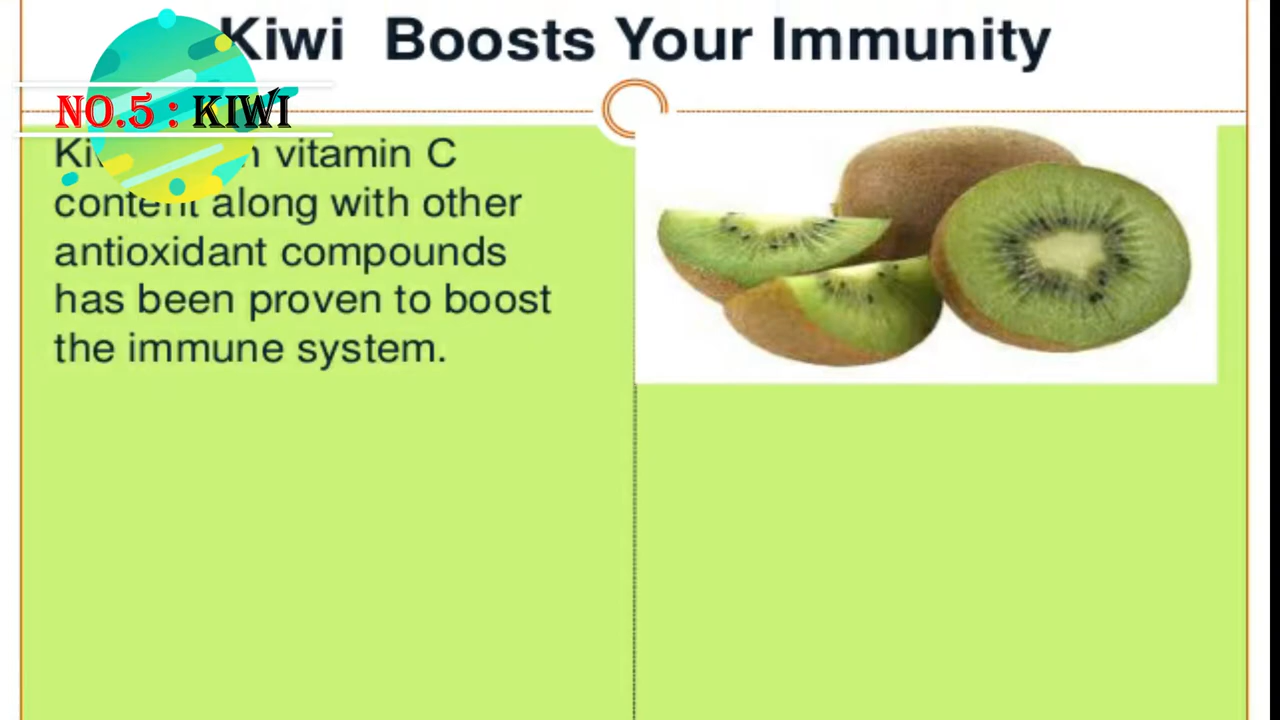 Kiwi Boosts Your Immunity
NO.5 : KIWI
vitamin C
content along with other
antioxidant compounds
has been proven to boost
the immune system.